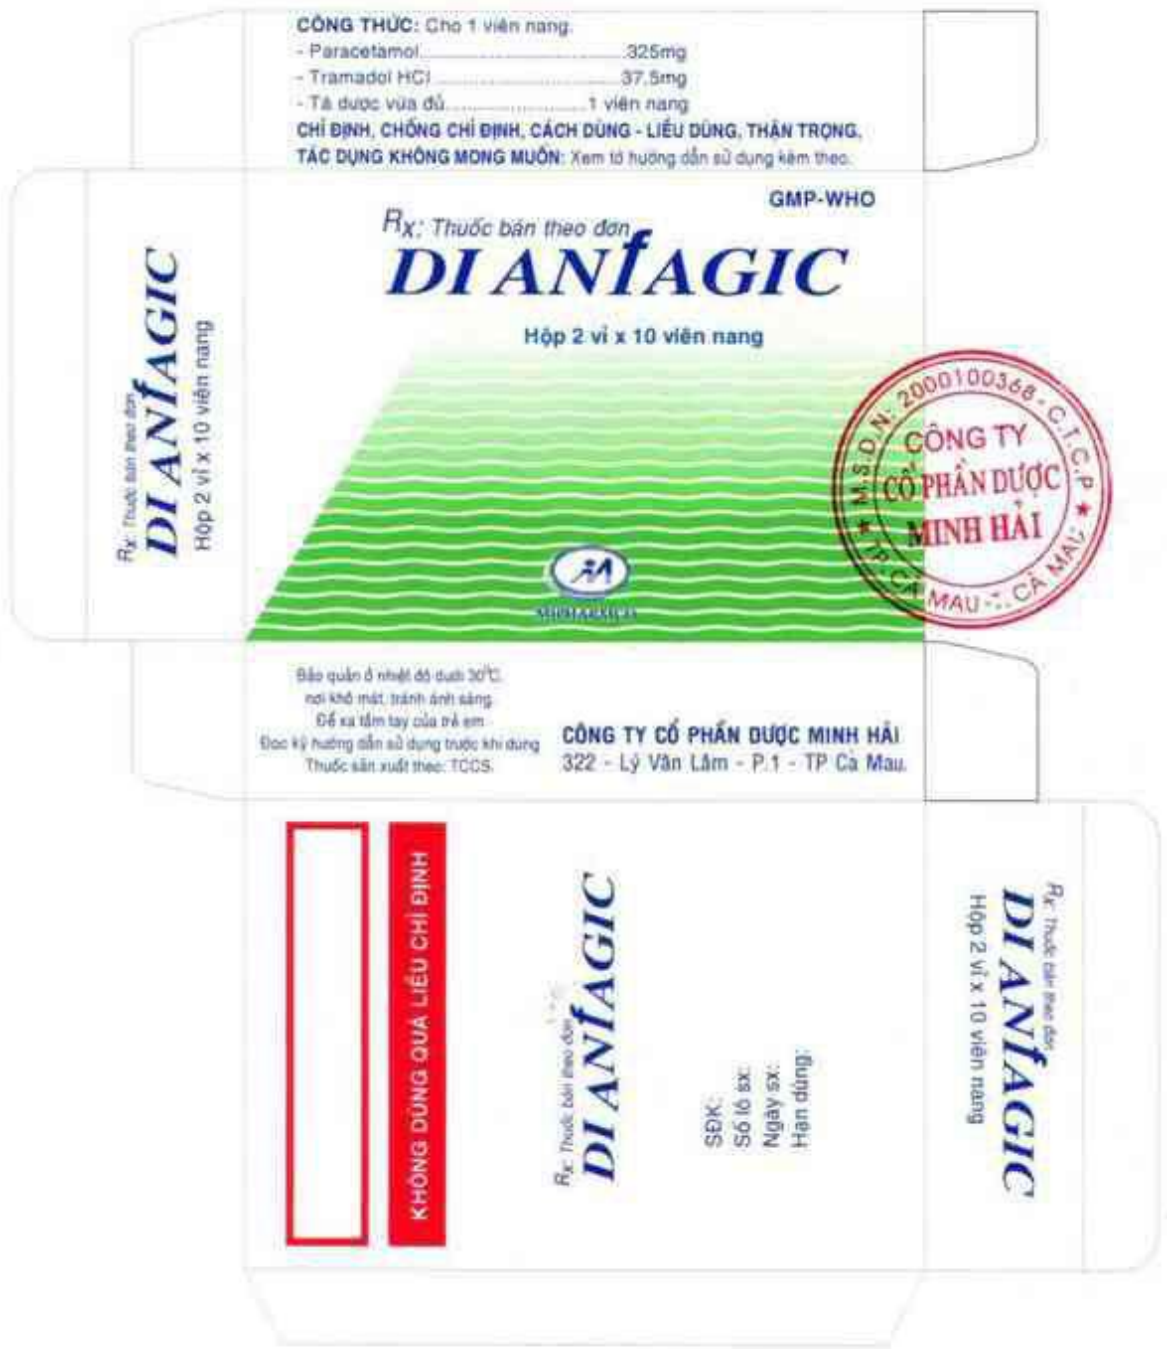 CÔNG THỨC: Cho 1 viên nang.
- Paracetamol............................325mg
- Tramadol HCl............................37,5mg
- Tá dược vừa đủ......................1 viên nang
CHỈ ĐỊNH, CHỐNG CHỈ ĐỊNH, CÁCH DÙNG - LIỀU DÙNG, THẬN TRỌNG,
TÁC DỤNG KHÔNG MONG MUỐN: Xem tờ hướng dẫn sử dụng kèm theo.
GMP-WHO
Rx: Thuốc bán theo đơn
DI ANfAGIC
Hộp 2 vỉ x 10 viên nang
Rx: Thuốc bán theo đơn
DI ANfAGIC
Hộp 2 vỉ x 10 viên nang
M.S.D.N: 2000100368 - C.T.C.P
CÔNG TY
CỔ PHẦN DƯỢC
MINH HẢI
TP. CÀ MAU - T. CÀ MAU
MIPHARMCO
Bảo quản ở nhiệt độ dưới 30°C,
nơi khô mát, tránh ánh sáng
Để xa tầm tay của trẻ em
Đọc kỹ hướng dẫn sử dụng trước khi dùng
Thuốc sản xuất theo: TCCS.
CÔNG TY CỔ PHẦN DƯỢC MINH HẢI
322 - Lý Văn Lâm - P.1 - TP Cà Mau.
KHÔNG DÙNG QUÁ LIỀU CHỈ ĐỊNH
Rx: Thuốc bán theo đơn
DI ANfAGIC
SĐK:
Số lô sx:
Ngày sx:
Hạn dùng:
Rx: Thuốc bán theo đơn
DI ANfAGIC
Hộp 2 vỉ x 10 viên nang